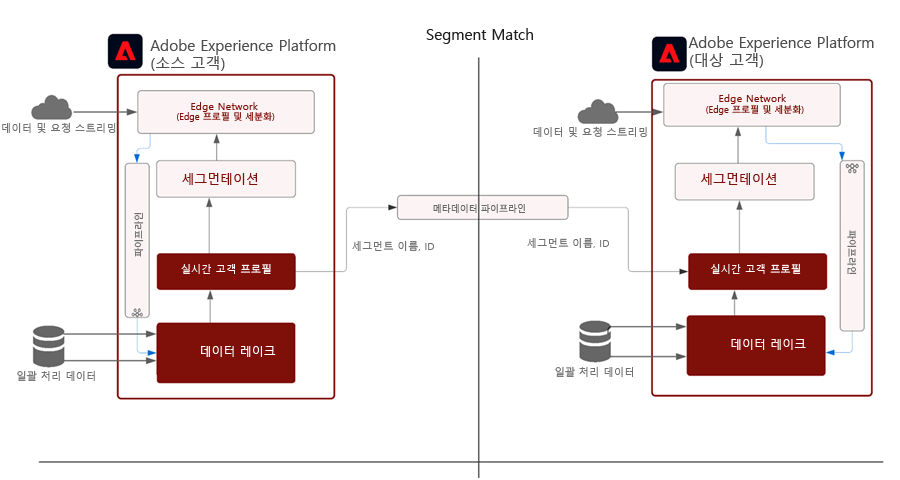 Segment Match
Adobe Experience Platform
(소스 고객)
Edge Network
(Edge 프로필 및 세분화)
데이터 및 요청 스트리밍
세그먼테이션
파이프라인
실시간 고객 프로필
데이터 레이크
일괄 처리 데이터
세그먼트 이름, ID
메타데이터 파이프라인
세그먼트 이름, ID
Adobe Experience Platform
(대상 고객)
Edge Network
(Edge 프로필 및 세분화)
데이터 및 요청 스트리밍
세그먼테이션
파이프라인
실시간 고객 프로필
데이터 레이크
일괄 처리 데이터